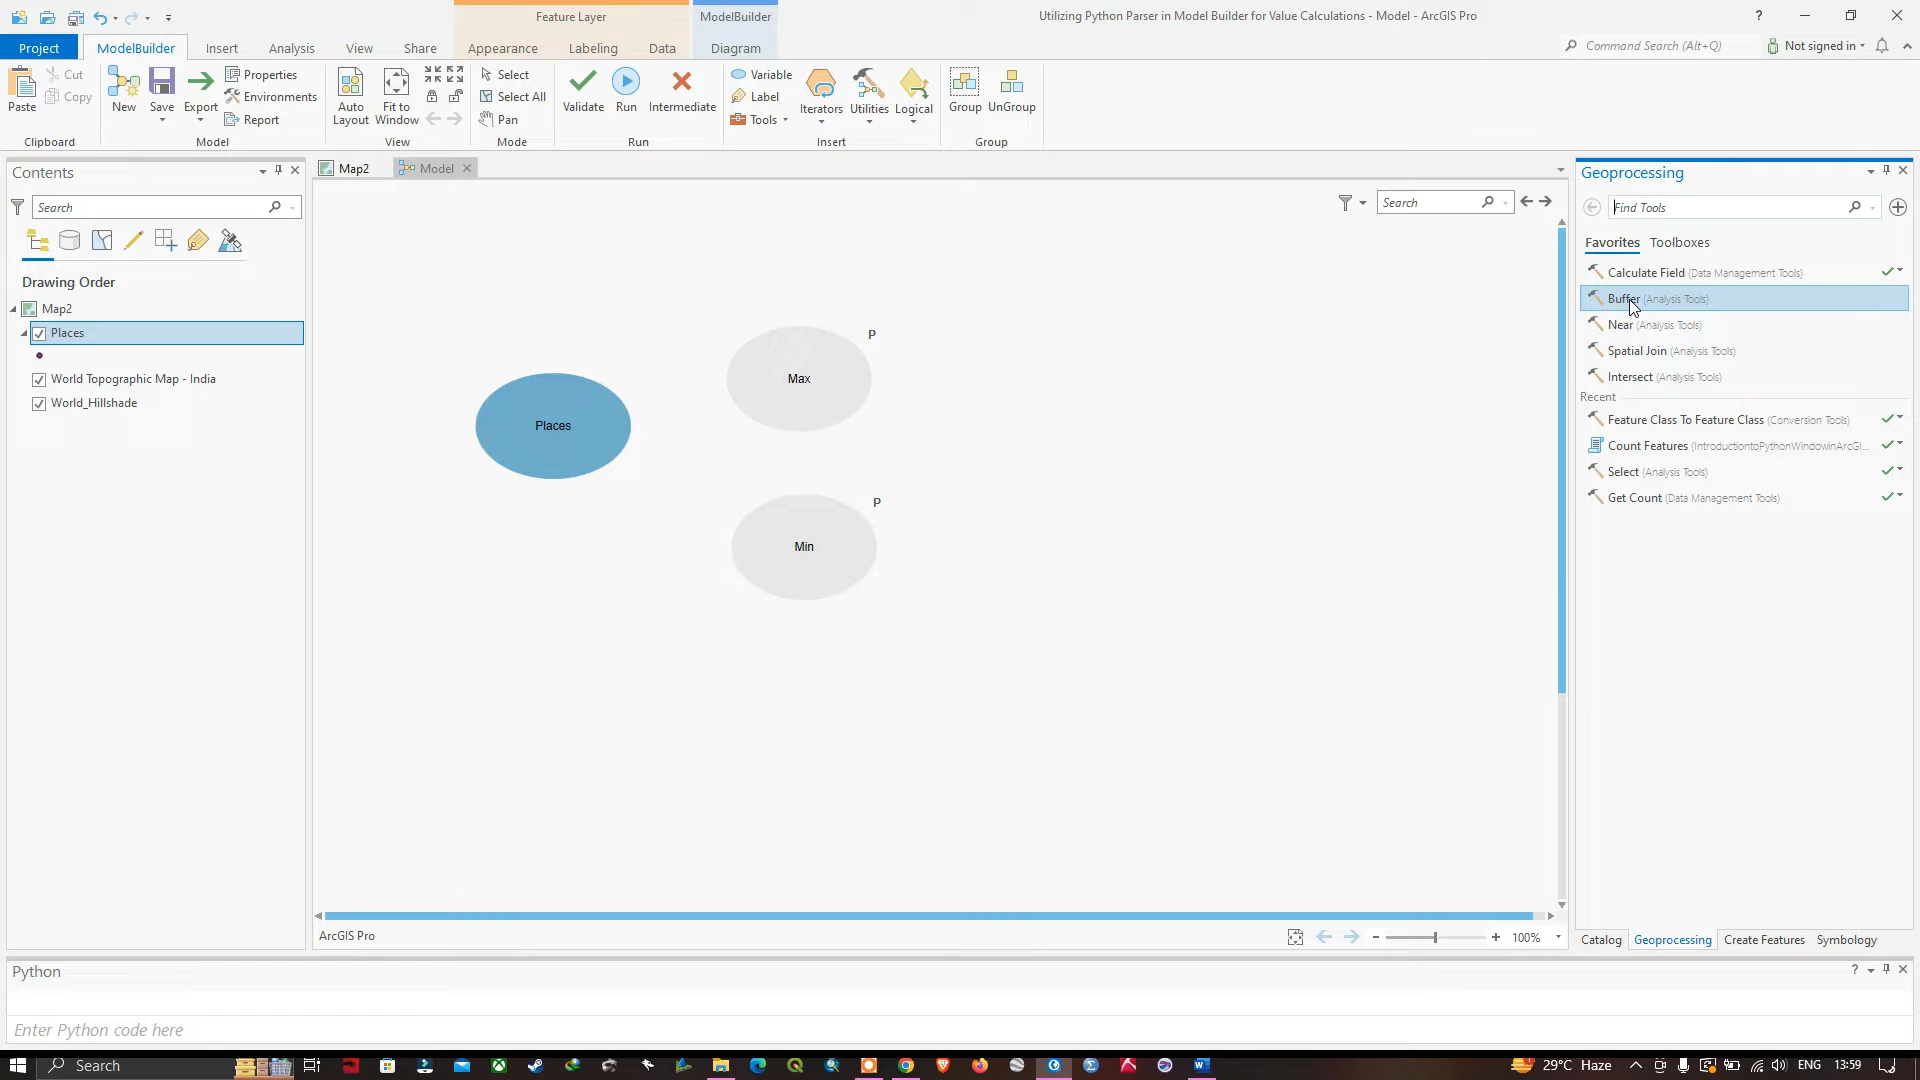 Feature Layer
ModelBuilder
Utilizing Python Parser in Model Builder for Value Calculations - Model - ArcGIS Pro
?
Project
ModelBuilder
Insert
Analysis
View
Share
Appearance
Labeling
Data
Diagram
Command Search (Alt+Q)
Not signed in
Paste
Cut
Copy
Clipboard
New
Save
Export
Properties
Environments
Report
Model
Auto Layout
Fit to Window
View
Select
Select All
Pan
Mode
Validate
Run
Intermediate
Run
Variable
Label
Tools
Iterators
Utilities
Logical
Insert
Group
UnGroup
Group
Contents
Search
Drawing Order
Map2
Places
World Topographic Map - India
World_Hillshade
Map2
Model
Search
Places
Max
P
Min
P
ArcGIS Pro
100%
Geoprocessing
Find Tools
Favorites
Toolboxes
Calculate Field (Data Management Tools)
Buffer (Analysis Tools)
Near (Analysis Tools)
Spatial Join (Analysis Tools)
Intersect (Analysis Tools)
Recent
Feature Class To Feature Class (Conversion Tools)
Count Features (IntroductiontoPythonWindowinArcGI...
Select (Analysis Tools)
Get Count (Data Management Tools)
Catalog
Geoprocessing
Create Features
Symbology
Python
?
Enter Python code here
Search
29°C Haze
ENG
13:59